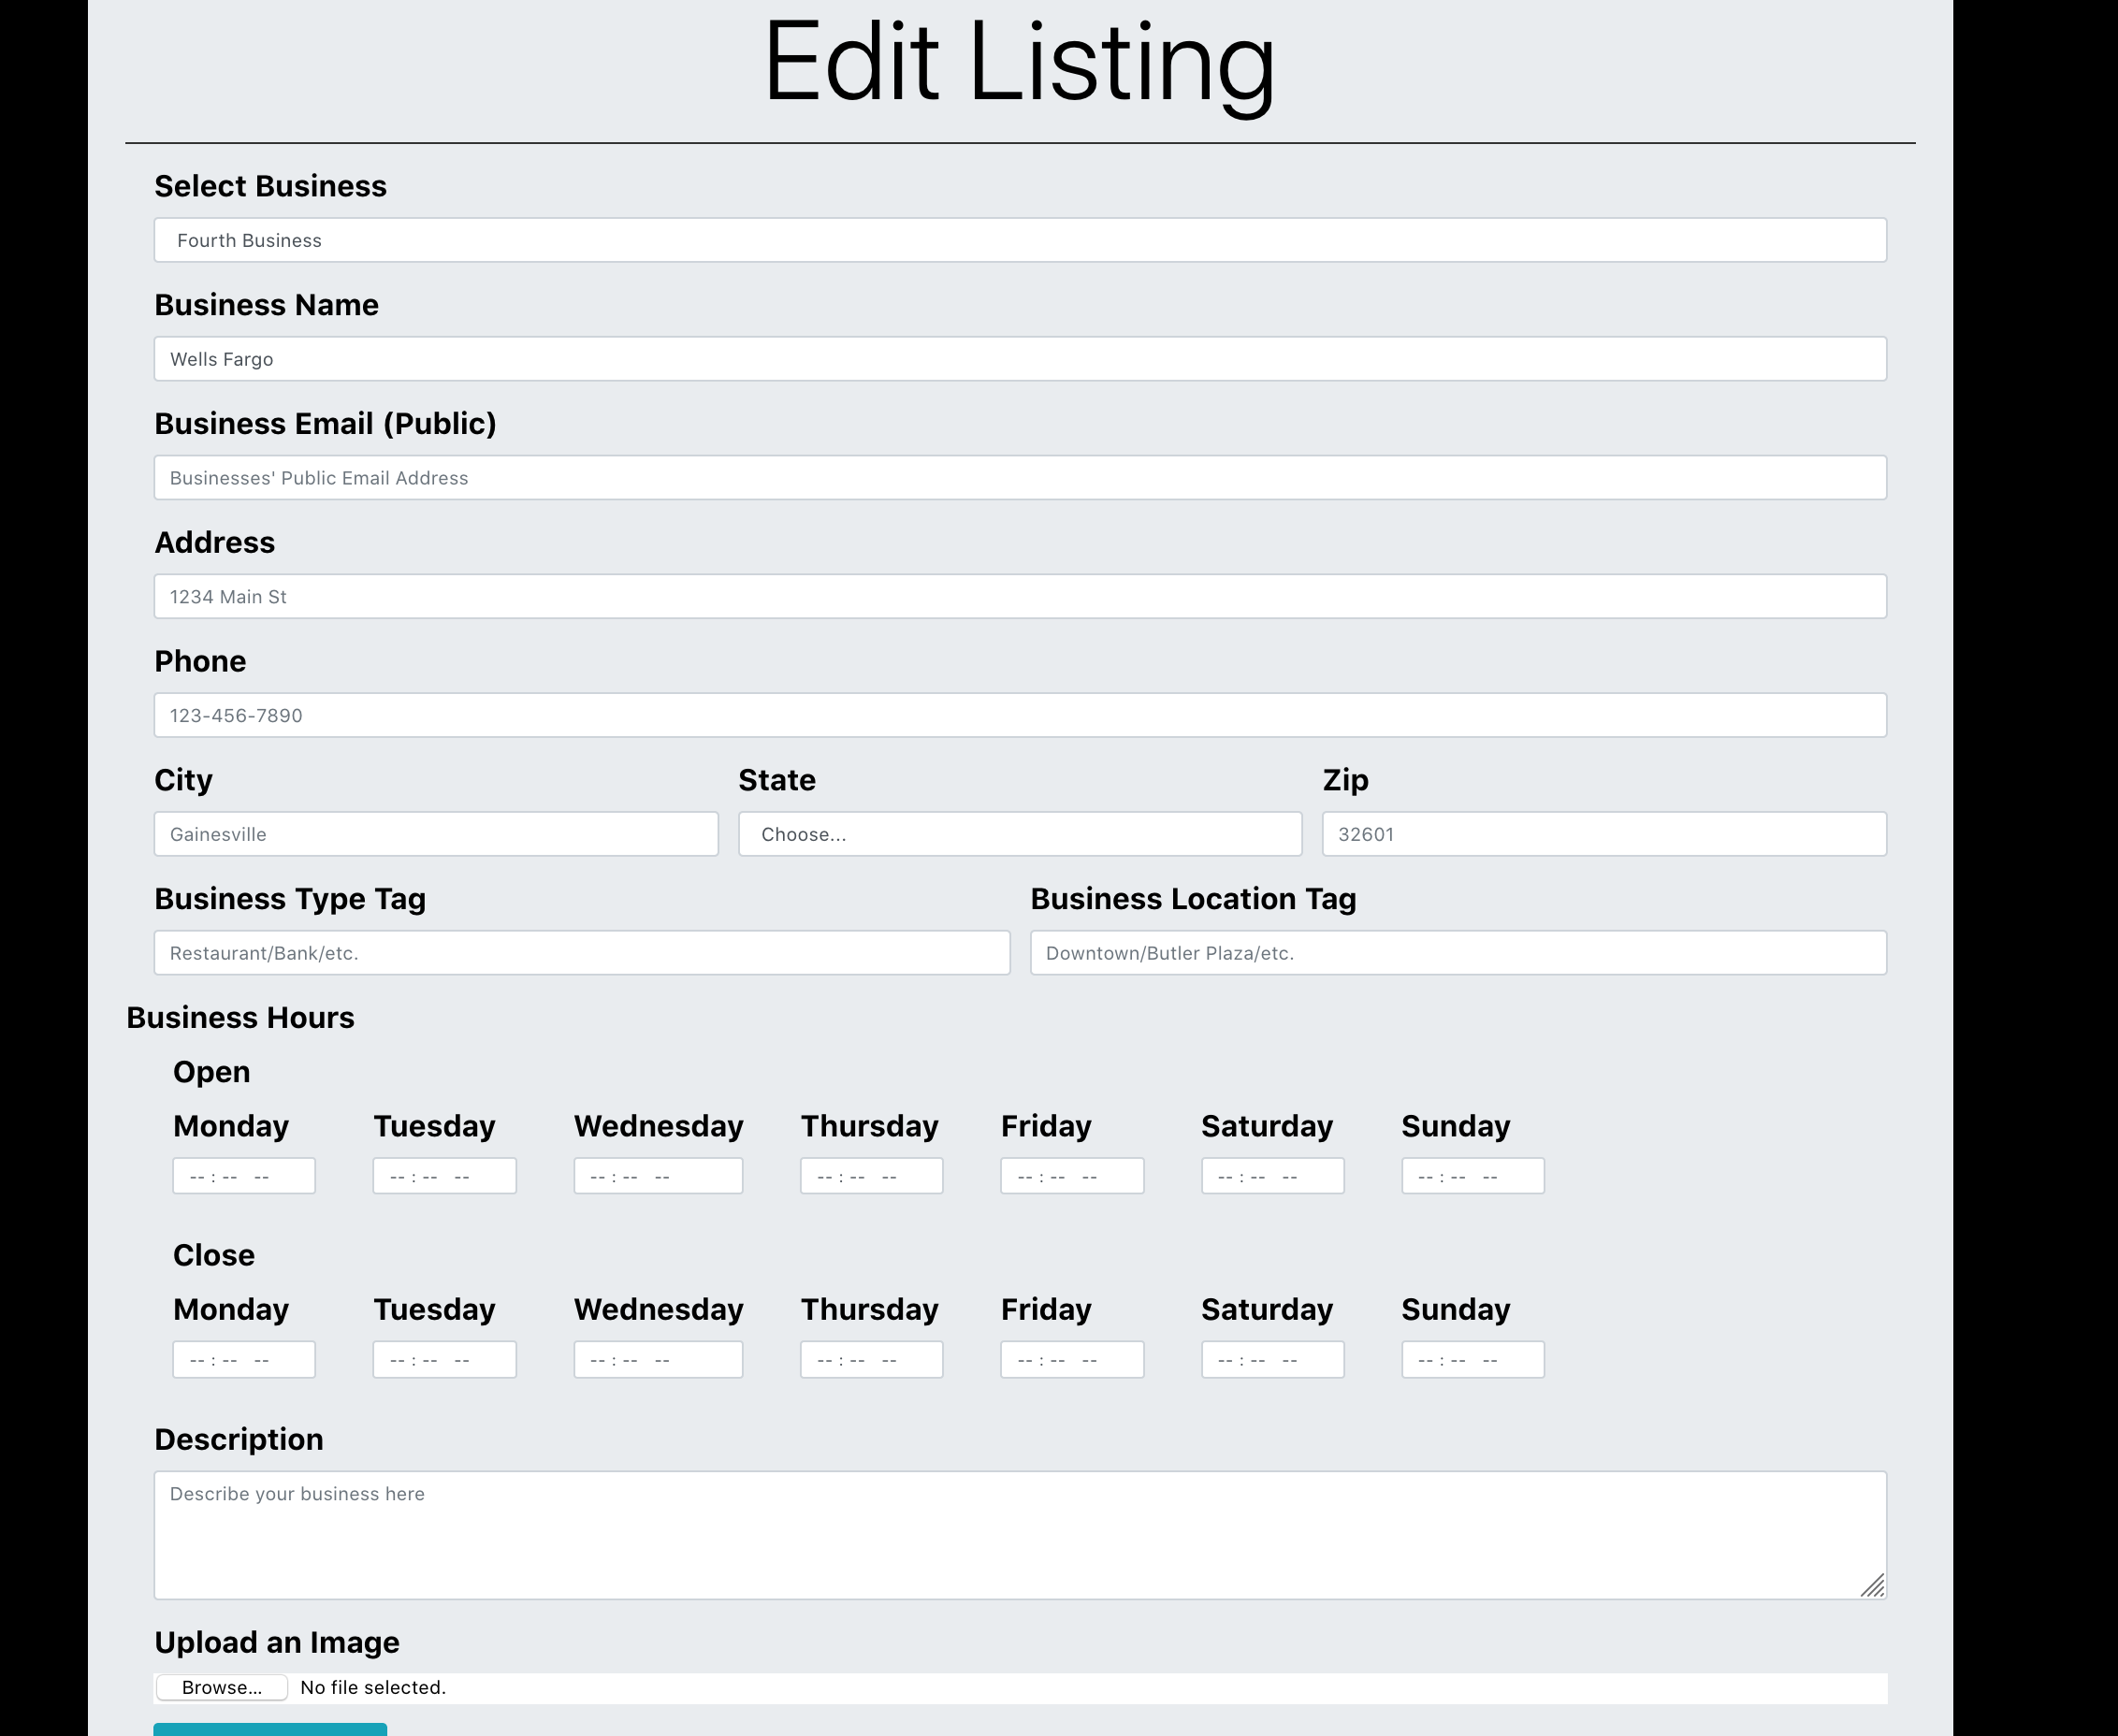 Edit Listing
Select Business
Fourth Business
Business Name
Wells Fargo
Business Email (Public)
Businesses' Public Email Address
Address
1234 Main St
Phone
123-456-7890
City State Zip
Gainesville Choose... 32601
Business Type Tag Business Location Tag
Restaurant/Bank/etc. Downtown/Butler Plaza/etc.
Business Hours
Open
Monday Tuesday Wednesday Thursday Friday Saturday Sunday
-- : -- -- -- : -- -- -- : -- -- -- : -- -- -- : -- -- -- : -- -- -- : -- --
Close
Monday Tuesday Wednesday Thursday Friday Saturday Sunday
-- : -- -- -- : -- -- -- : -- -- -- : -- -- -- : -- -- -- : -- -- -- : -- --
Description
Describe your business here
Upload an Image
Browse... No file selected.